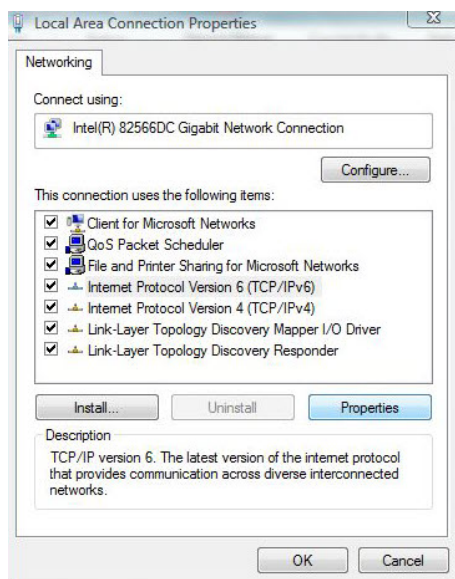 Local Area Connection Properties
Networking
Connect using:
Intel(R) 82566DC Gigabit Network Connection
Configure...
This connection uses the following items:
Client for Microsoft Networks
QoS Packet Scheduler
File and Printer Sharing for Microsoft Networks
Internet Protocol Version 6 (TCP/IPv6)
Internet Protocol Version 4 (TCP/IPv4)
Link-Layer Topology Discovery Mapper I/O Driver
Link-Layer Topology Discovery Responder
Install... Uninstall Properties
Description
TCP/IP version 6. The latest version of the internet protocol
that provides communication across diverse interconnected
networks.
OK Cancel